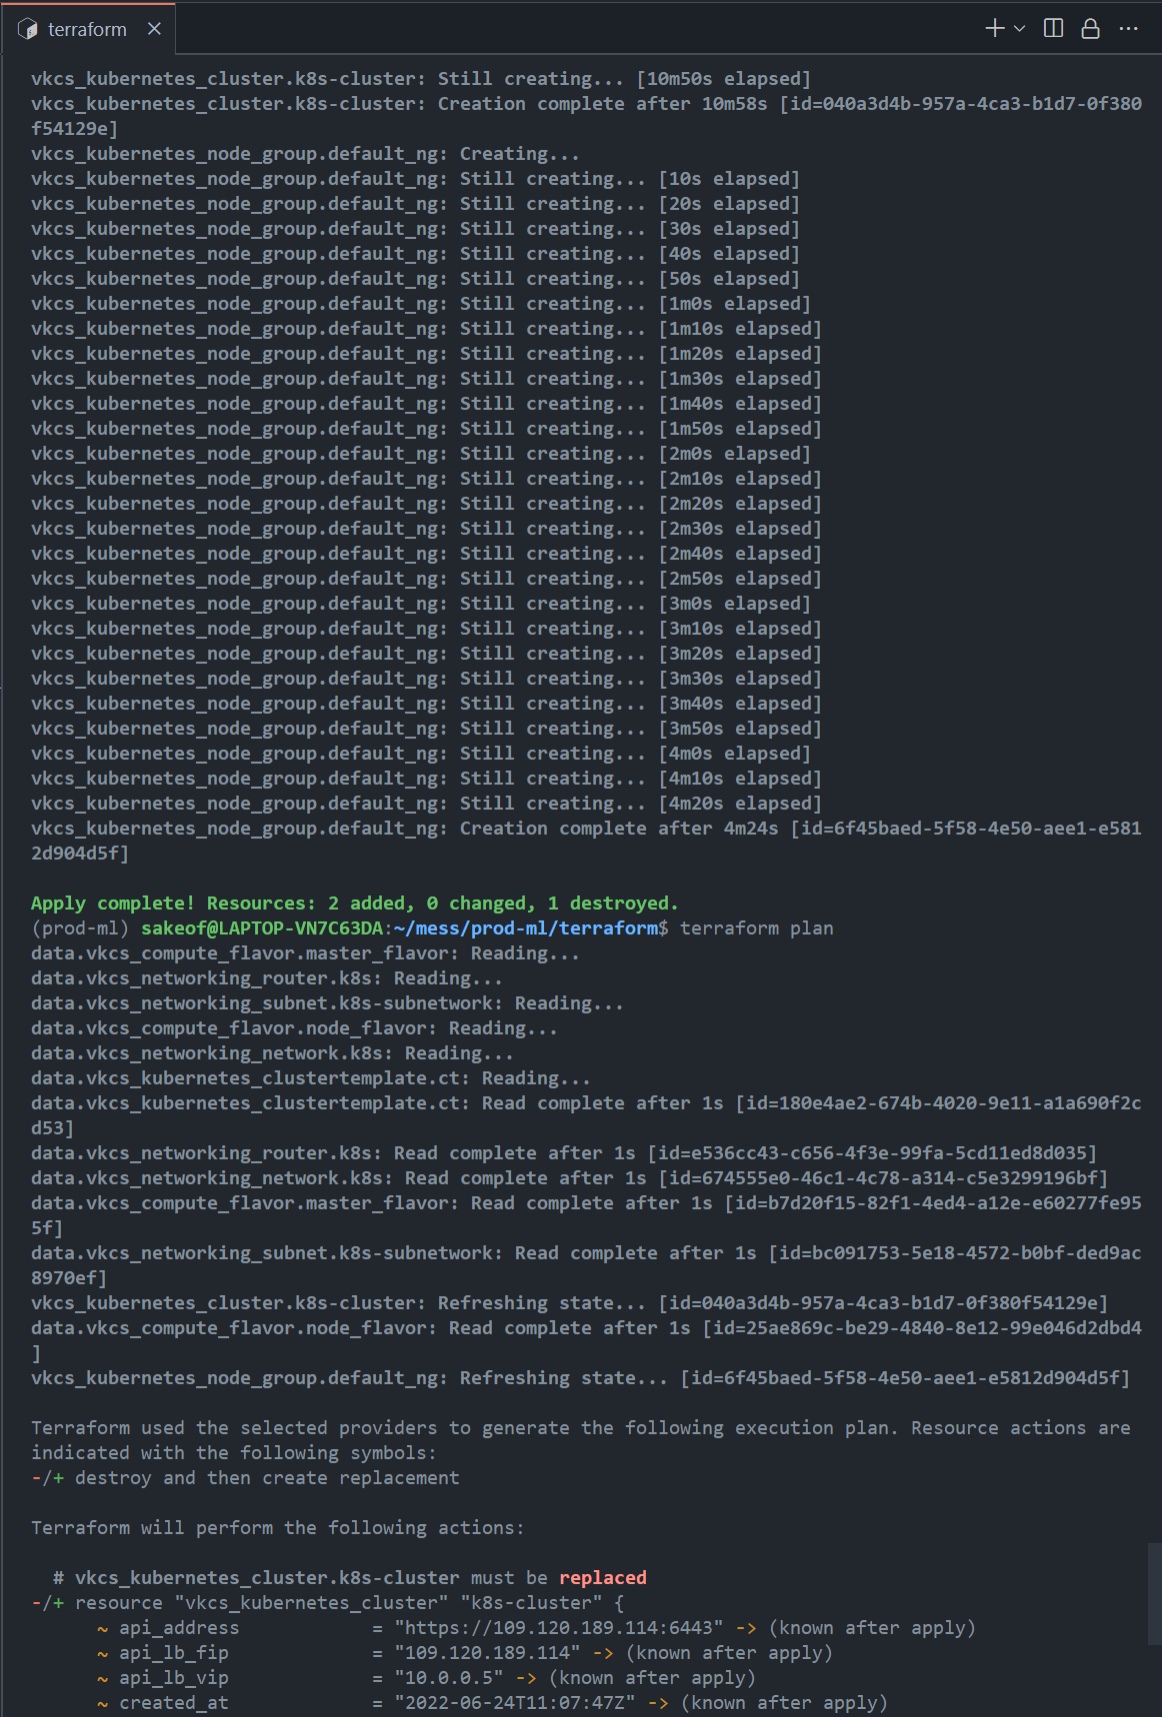 terraform
vkcs_kubernetes_cluster.k8s-cluster: Still creating... [10m50s elapsed]
vkcs_kubernetes_cluster.k8s-cluster: Creation complete after 10m58s [id=040a3d4b-957a-4ca3-b1d7-0f380
f54129e]
vkcs_kubernetes_node_group.default_ng: Creating...
vkcs_kubernetes_node_group.default_ng: Still creating... [10s elapsed]
vkcs_kubernetes_node_group.default_ng: Still creating... [20s elapsed]
vkcs_kubernetes_node_group.default_ng: Still creating... [30s elapsed]
vkcs_kubernetes_node_group.default_ng: Still creating... [40s elapsed]
vkcs_kubernetes_node_group.default_ng: Still creating... [50s elapsed]
vkcs_kubernetes_node_group.default_ng: Still creating... [1m0s elapsed]
vkcs_kubernetes_node_group.default_ng: Still creating... [1m10s elapsed]
vkcs_kubernetes_node_group.default_ng: Still creating... [1m20s elapsed]
vkcs_kubernetes_node_group.default_ng: Still creating... [1m30s elapsed]
vkcs_kubernetes_node_group.default_ng: Still creating... [1m40s elapsed]
vkcs_kubernetes_node_group.default_ng: Still creating... [1m50s elapsed]
vkcs_kubernetes_node_group.default_ng: Still creating... [2m0s elapsed]
vkcs_kubernetes_node_group.default_ng: Still creating... [2m10s elapsed]
vkcs_kubernetes_node_group.default_ng: Still creating... [2m20s elapsed]
vkcs_kubernetes_node_group.default_ng: Still creating... [2m30s elapsed]
vkcs_kubernetes_node_group.default_ng: Still creating... [2m40s elapsed]
vkcs_kubernetes_node_group.default_ng: Still creating... [2m50s elapsed]
vkcs_kubernetes_node_group.default_ng: Still creating... [3m0s elapsed]
vkcs_kubernetes_node_group.default_ng: Still creating... [3m10s elapsed]
vkcs_kubernetes_node_group.default_ng: Still creating... [3m20s elapsed]
vkcs_kubernetes_node_group.default_ng: Still creating... [3m30s elapsed]
vkcs_kubernetes_node_group.default_ng: Still creating... [3m40s elapsed]
vkcs_kubernetes_node_group.default_ng: Still creating... [3m50s elapsed]
vkcs_kubernetes_node_group.default_ng: Still creating... [4m0s elapsed]
vkcs_kubernetes_node_group.default_ng: Still creating... [4m10s elapsed]
vkcs_kubernetes_node_group.default_ng: Still creating... [4m20s elapsed]
vkcs_kubernetes_node_group.default_ng: Creation complete after 4m24s [id=6f45baed-5f58-4e50-aee1-e581
2d904d5f]
Apply complete! Resources: 2 added, 0 changed, 1 destroyed.
(prod-ml) sakeof@LAPTOP-VN7C63DA:~/mess/prod-ml/terraform$ terraform plan
data.vkcs_compute_flavor.master_flavor: Reading...
data.vkcs_networking_router.k8s: Reading...
data.vkcs_networking_subnet.k8s-subnetwork: Reading...
data.vkcs_compute_flavor.node_flavor: Reading...
data.vkcs_networking_network.k8s: Reading...
data.vkcs_kubernetes_clustertemplate.ct: Reading...
data.vkcs_kubernetes_clustertemplate.ct: Read complete after 1s [id=180e4ae2-674b-4020-9e11-a1a690f2c
d53]
data.vkcs_networking_router.k8s: Read complete after 1s [id=e536cc43-c656-4f3e-99fa-5cd11ed8d035]
data.vkcs_networking_network.k8s: Read complete after 1s [id=674555e0-46c1-4c78-a314-c5e3299196bf]
data.vkcs_compute_flavor.master_flavor: Read complete after 1s [id=b7d20f15-82f1-4ed4-a12e-e60277fe95
5f]
data.vkcs_networking_subnet.k8s-subnetwork: Read complete after 1s [id=bc091753-5e18-4572-b0bf-ded9ac
8970ef]
vkcs_kubernetes_cluster.k8s-cluster: Refreshing state... [id=040a3d4b-957a-4ca3-b1d7-0f380f54129e]
data.vkcs_compute_flavor.node_flavor: Read complete after 1s [id=25ae869c-be29-4840-8e12-99e046d2dbd4
]
vkcs_kubernetes_node_group.default_ng: Refreshing state... [id=6f45baed-5f58-4e50-aee1-e5812d904d5f]
Terraform used the selected providers to generate the following execution plan. Resource actions are
indicated with the following symbols:
-/+ destroy and then create replacement
Terraform will perform the following actions:
# vkcs_kubernetes_cluster.k8s-cluster must be replaced
-/+ resource "vkcs_kubernetes_cluster" "k8s-cluster" {
~ api_address = "https://109.120.189.114:6443" -> (known after apply)
~ api_lb_fip = "109.120.189.114" -> (known after apply)
~ api_lb_vip = "10.0.0.5" -> (known after apply)
~ created_at = "2022-06-24T11:07:47Z" -> (known after apply)